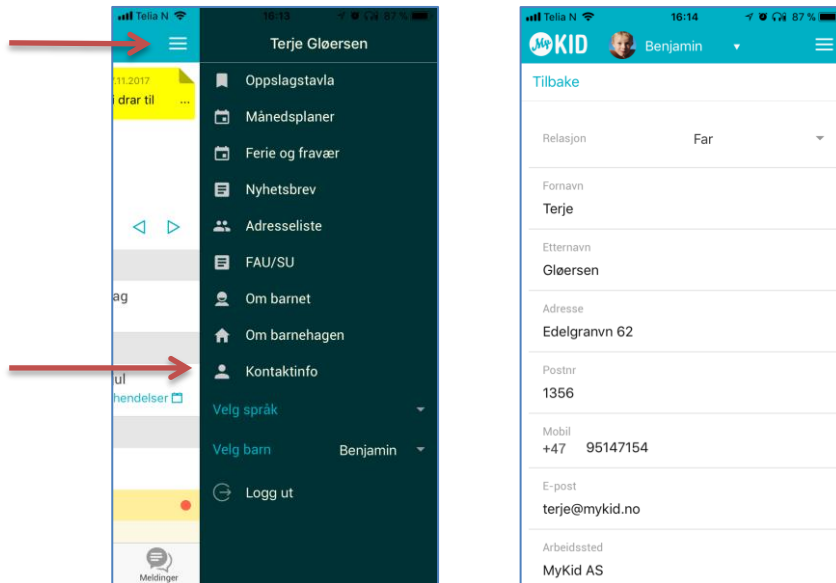 Telia N
16:13
87 %
Terje Gløersen
.11.2017
i drar til ...
Oppslagstavla
Månedsplaner
Ferie og fravær
Nyhetsbrev
Adresseliste
FAU/SU
ag
Om barnet
Om barnehagen
ul
Kontaktinfo
hendelser
Velg språk
Velg barn Benjamin
Logg ut
Meldinger
Telia N 16:14 87 %
My KID Benjamin
Tilbake
Relasjon Far
Fornavn
Terje
Etternavn
Gløersen
Adresse
Edelgranvn 62
Postnr
1356
Mobil
+47 95147154
E-post
terje@mykid.no
Arbeidssted
MyKid AS